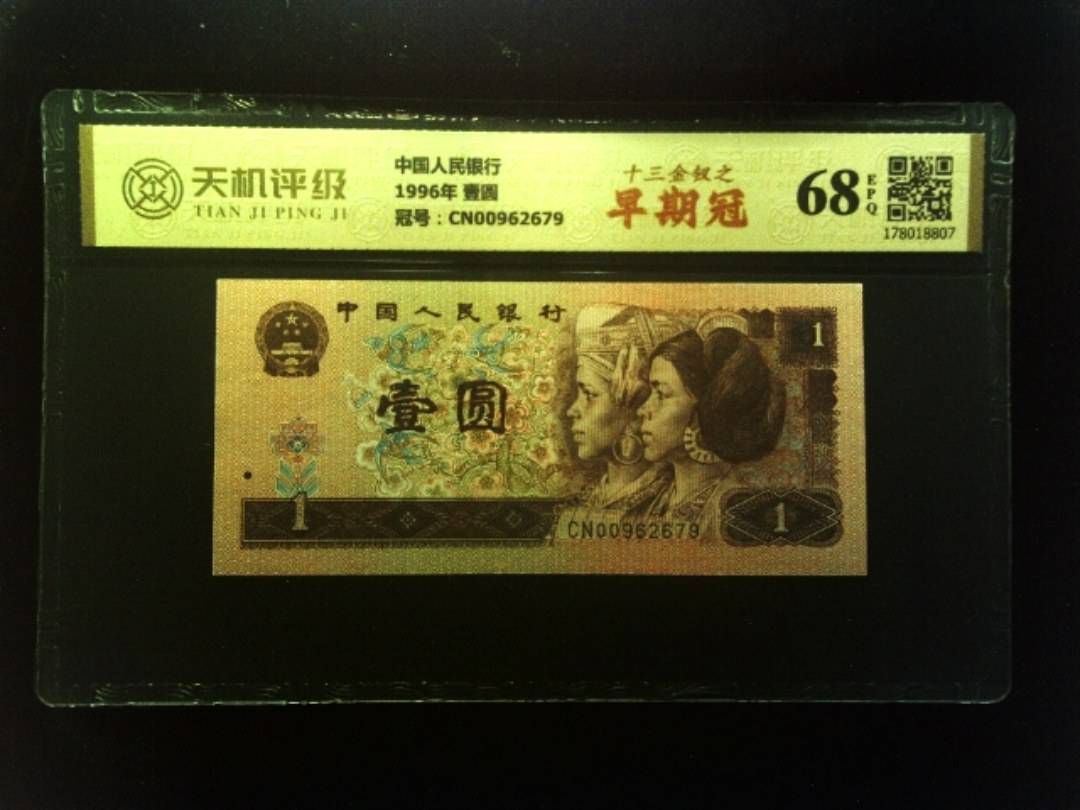 天机评级
TIAN JI PING JI
中国人民银行
1996年 壹圆
冠号：CN00962679
十三金钗之
早期冠
68
EPQ
178018807
中国人民银行
1
壹圆
1
CN00962679
1